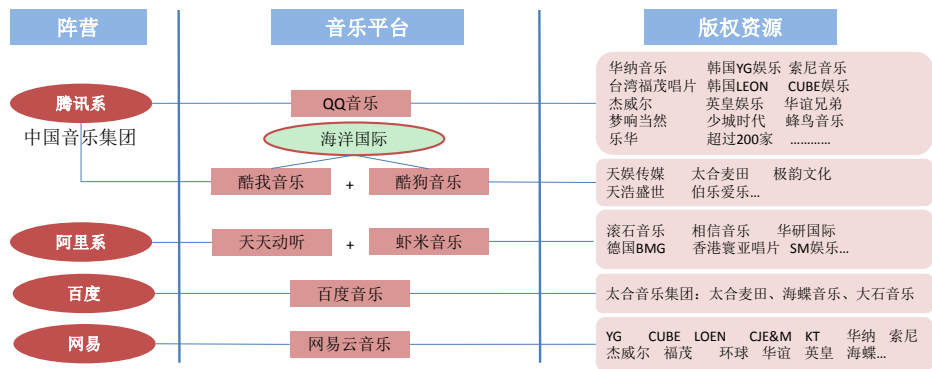 阵营 音乐平台 版权资源
华纳音乐 韩国YG娱乐 索尼音乐
台湾福茂唱片 韩国LEON CUBE娱乐
杰威尔 英皇娱乐 华谊兄弟
梦响当然 少城时代 蜂鸟音乐
乐华 超过200家 …………
腾讯系 QQ音乐
中国音乐集团 海洋国际
酷我音乐 + 酷狗音乐
天娱传媒 太合麦田 极韵文化
天浩盛世 伯乐爱乐…
阿里系 天天动听 + 虾米音乐
滚石音乐 相信音乐 华研国际
德国BMG 香港寰亚唱片 SM娱乐…
百度 百度音乐 太合音乐集团：太合麦田、海蝶音乐、大石音乐
网易 网易云音乐
YG CUBE LOEN CJE&M KT 华纳 索尼
杰威尔 福茂 环球 华谊 英皇 海蝶…